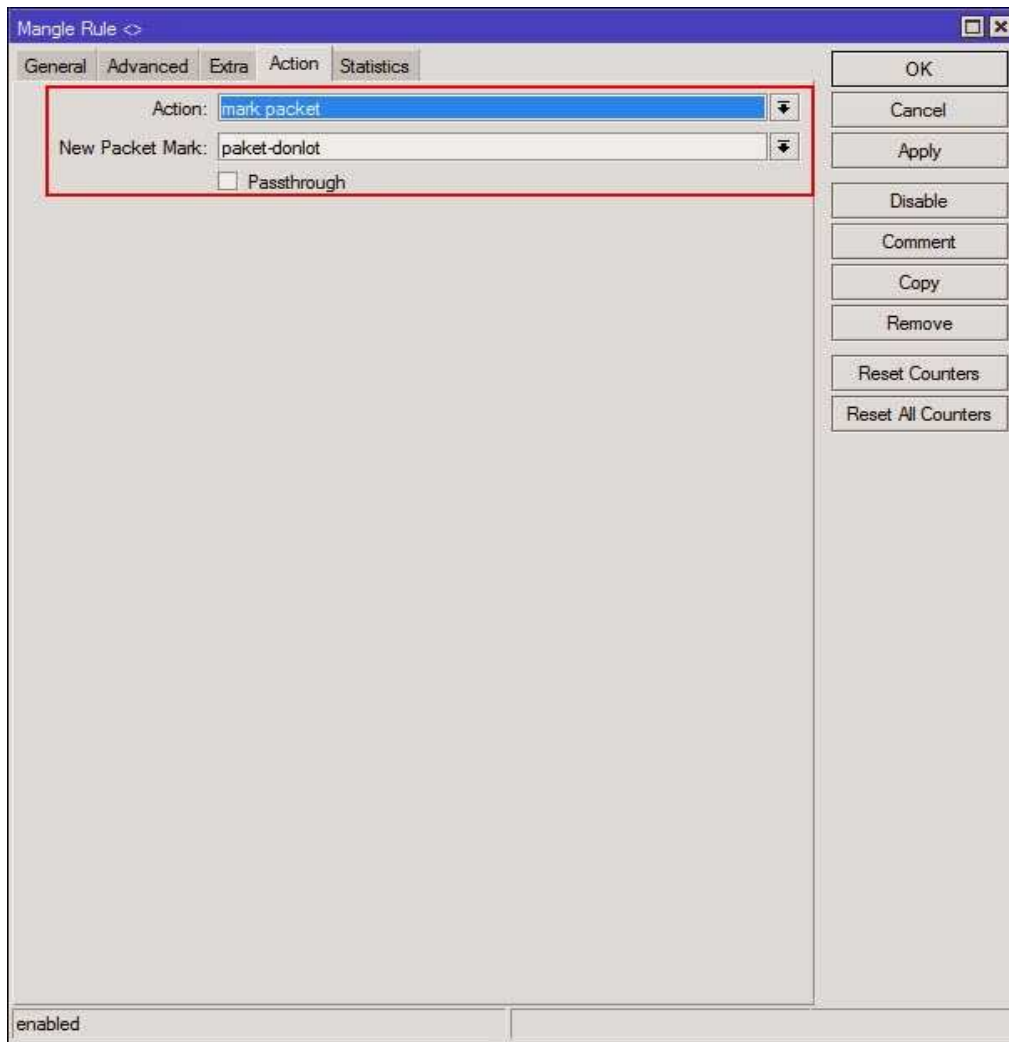 Mangle Rule <>
General Advanced Extra Action Statistics
Action: mark packet
New Packet Mark: paket-donlot
Passthrough
OK
Cancel
Apply
Disable
Comment
Copy
Remove
Reset Counters
Reset All Counters
enabled